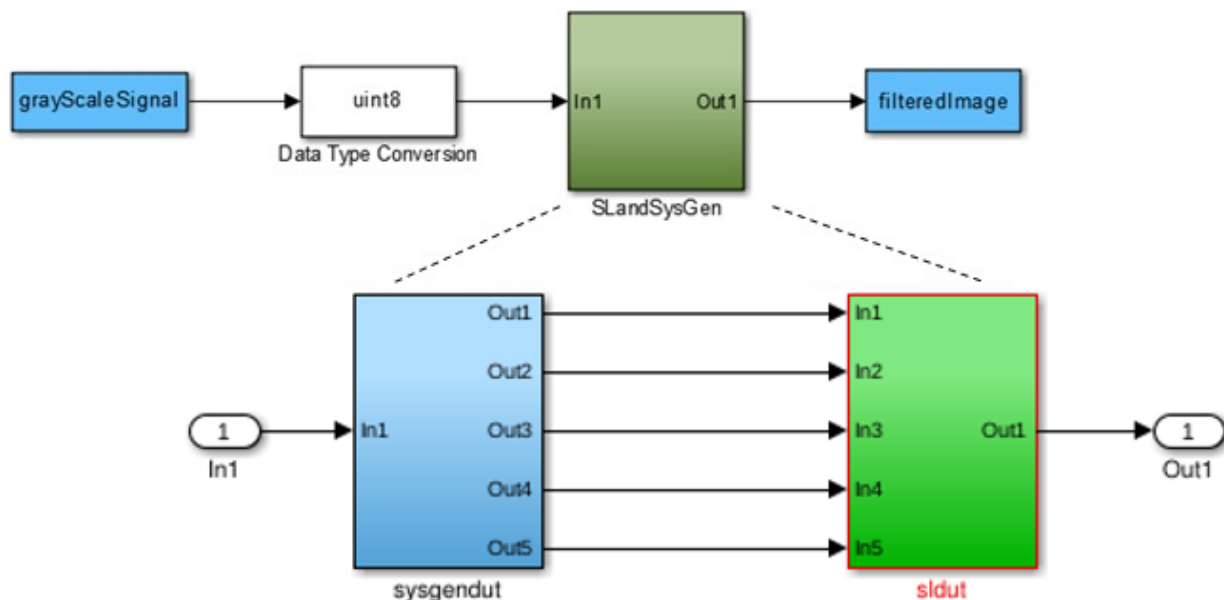 grayScaleSignal
uint8
Data Type Conversion
In1
Out1
SLandSysGen
filteredImage
1
In1
In1
Out1
Out2
Out3
Out4
Out5
sysgendut
In1
In2
In3
In4
In5
Out1
sldut
1
Out1